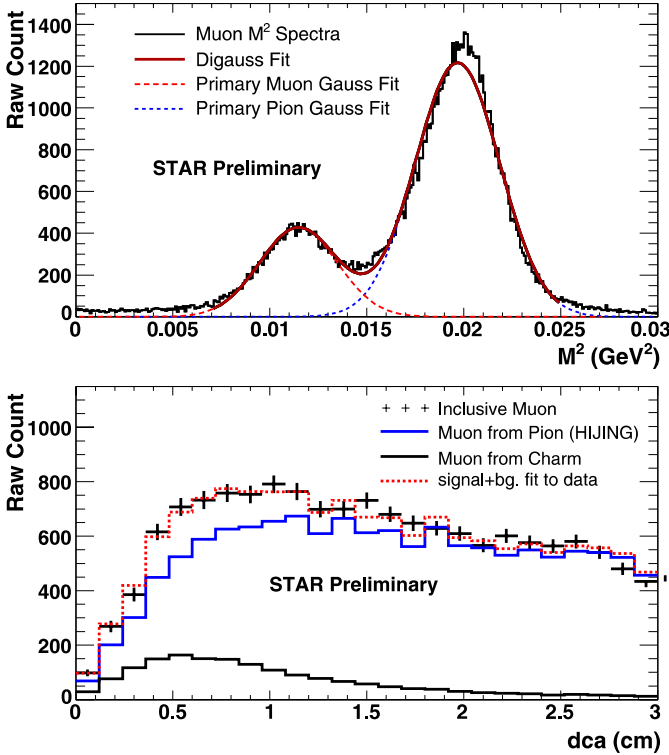 Raw Count
1400
1200
1000
800
600
400
200
0
Muon M² Spectra
Digauss Fit
Primary Muon Gauss Fit
Primary Pion Gauss Fit
STAR Preliminary
0 0.005 0.01 0.015 0.02 0.025 0.03
M² (GeV²)
Raw Count
1000
800
600
400
200
0
Inclusive Muon
Muon from Pion (HIJING)
Muon from Charm
signal+bg. fit to data
STAR Preliminary
0 0.5 1 1.5 2 2.5 3
dca (cm)